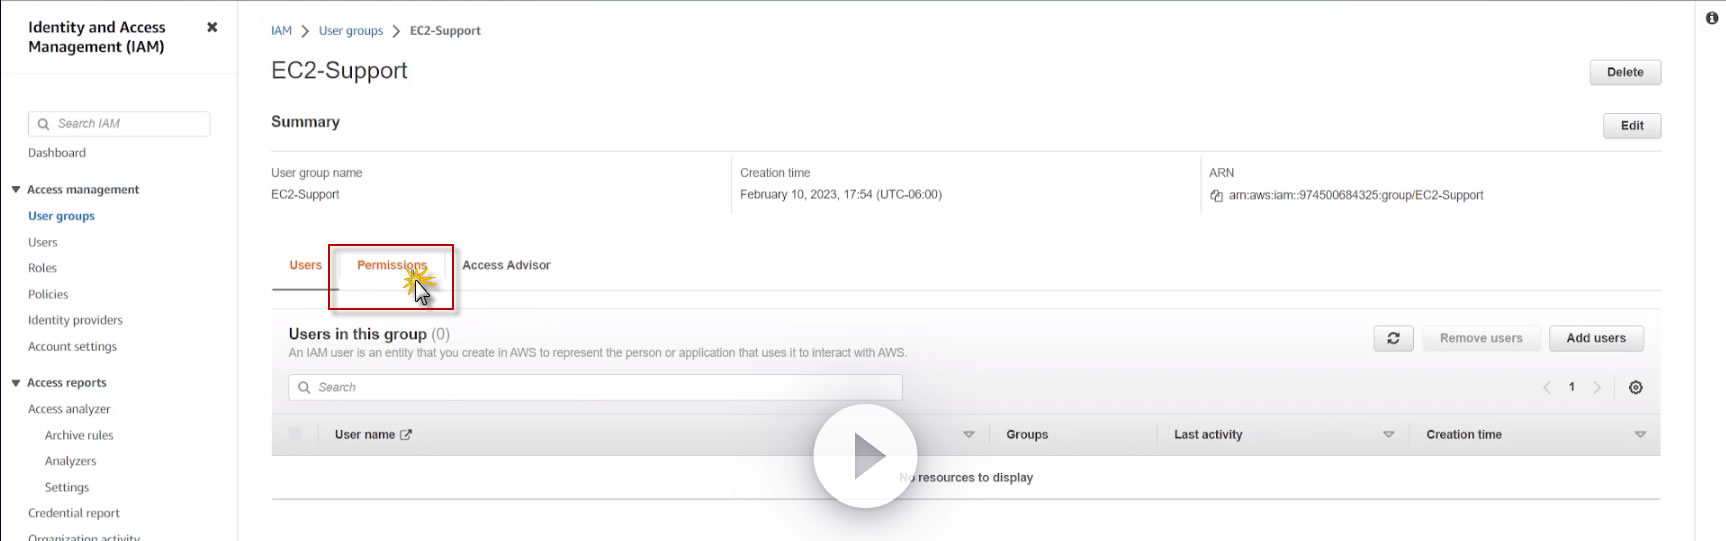 Identity and Access
Management (IAM)
Search IAM
Dashboard
Access management
User groups
Users
Roles
Policies
Identity providers
Account settings
Access reports
Access analyzer
Archive rules
Analyzers
Settings
Credential report
Organization activity
IAM > User groups > EC2-Support
EC2-Support
Delete
Summary
Edit
User group name
EC2-Support
Creation time
February 10, 2023, 17:54 (UTC-06:00)
ARN
arn:aws:iam::974500684325:group/EC2-Support
Users Permissions Access Advisor
Users in this group (0)
An IAM user is an entity that you create in AWS to represent the person or application that uses it to interact with AWS.
Remove users
Add users
Search
1
User name Groups Last activity Creation time
No resources to display